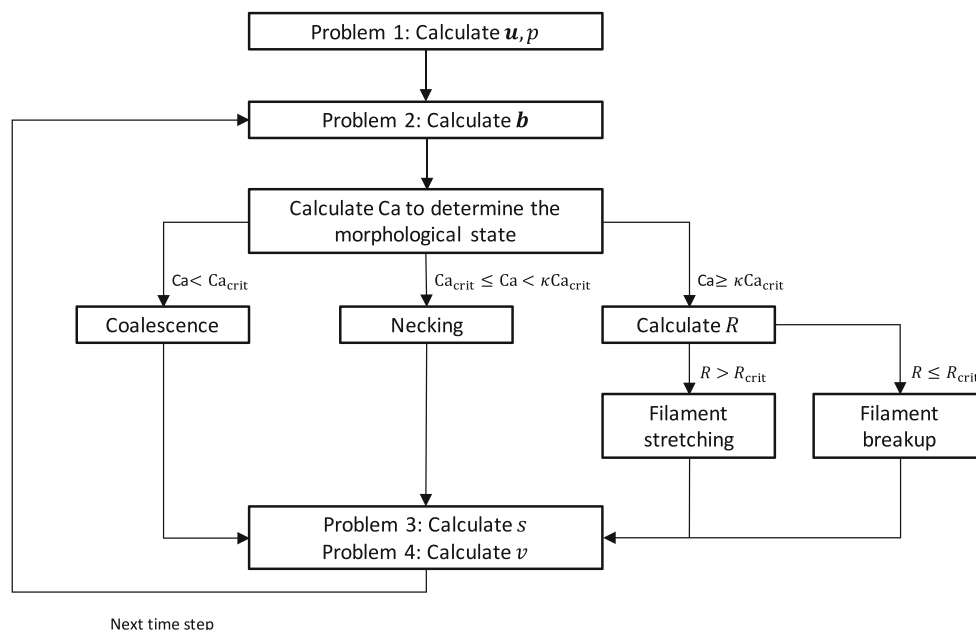 Problem 1: Calculate u, p
Problem 2: Calculate b
Calculate Ca to determine the
morphological state
Ca< Ca_crit
Ca_crit ≤ Ca < κCa_crit
Ca≥ κCa_crit
Coalescence
Necking
Calculate R
R > R_crit
R ≤ R_crit
Filament
stretching
Filament
breakup
Problem 3: Calculate s
Problem 4: Calculate v
Next time step